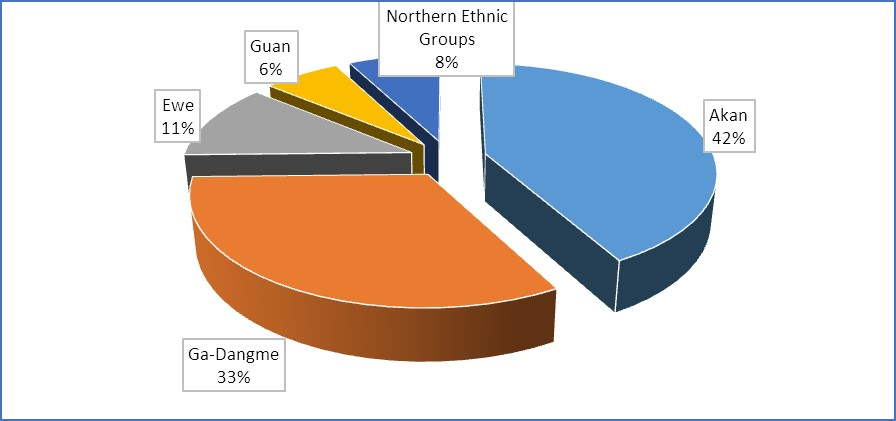 Northern Ethnic
Groups
8%
Guan
6%
Ewe
11%
Akan
42%
Ga-Dangme
33%